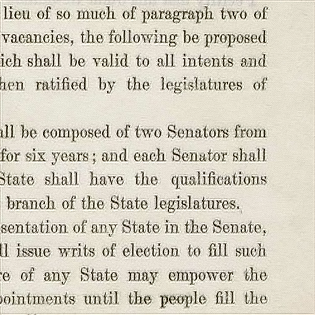 lieu of so much of paragraph two of
vacancies, the following be proposed
ich shall be valid to all intents and
hen ratified by the legislatures of
all be composed of two Senators from
for six years; and each Senator shall
State shall have the qualifications
branch of the State legislatures.
sentation of any State in the Senate,
ll issue writs of election to fill such
re of any State may empower the
pointments until the people fill the